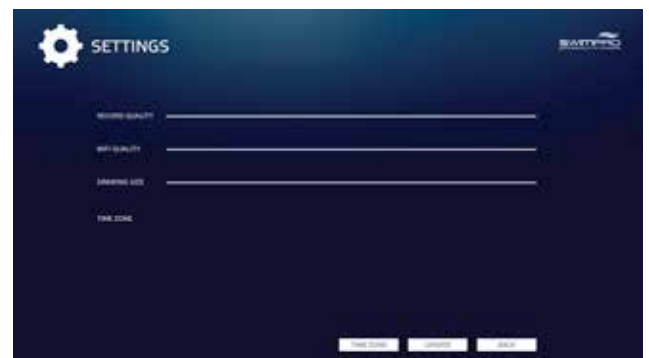 SETTINGS
SWIMPRO
RECORD QUALITY
WIFI QUALITY
DRAWING SIZE
TIME ZONE
TIME ZONE
UPDATE
BACK